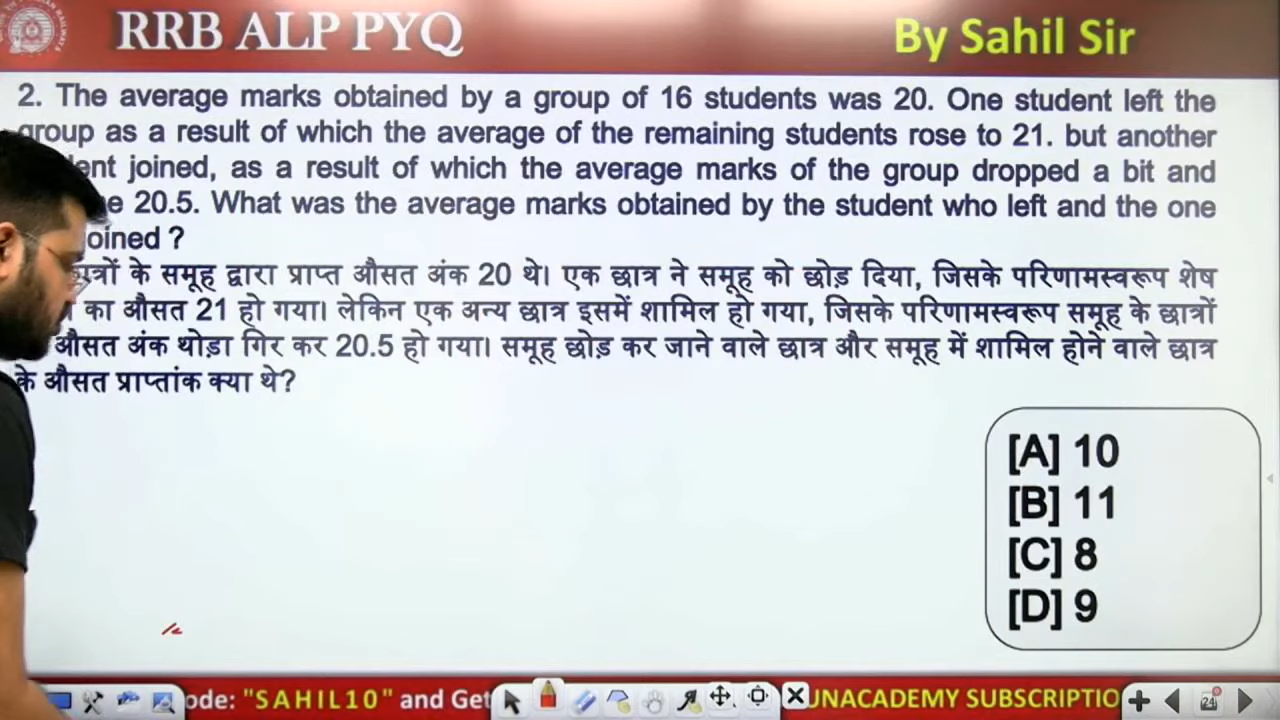 RRB ALP PYQ
By Sahil Sir
2. The average marks obtained by a group of 16 students was 20. One student left the
group as a result of which the average of the remaining students rose to 21. but another
joined, as a result of which the average marks of the group dropped a bit and
20.5. What was the average marks obtained by the student who left and the one
joined ?
के समूह द्वारा प्राप्त औसत अंक 20 थे। एक छात्र ने समूह को छोड़ दिया, जिसके परिणामस्वरूप शेष
का औसत 21 हो गया। लेकिन एक अन्य छात्र इसमें शामिल हो गया, जिसके परिणामस्वरूप समूह के छात्रों
औसत अंक थोड़ा गिर कर 20.5 हो गया। समूह छोड़ कर जाने वाले छात्र और समूह में शामिल होने वाले छात्र
के औसत प्राप्तांक क्या थे?
[A] 10
[B] 11
[C] 8
[D] 9
ode: "SAHIL10" and Get
UNACADEMY SUBSCRIPTIO
24